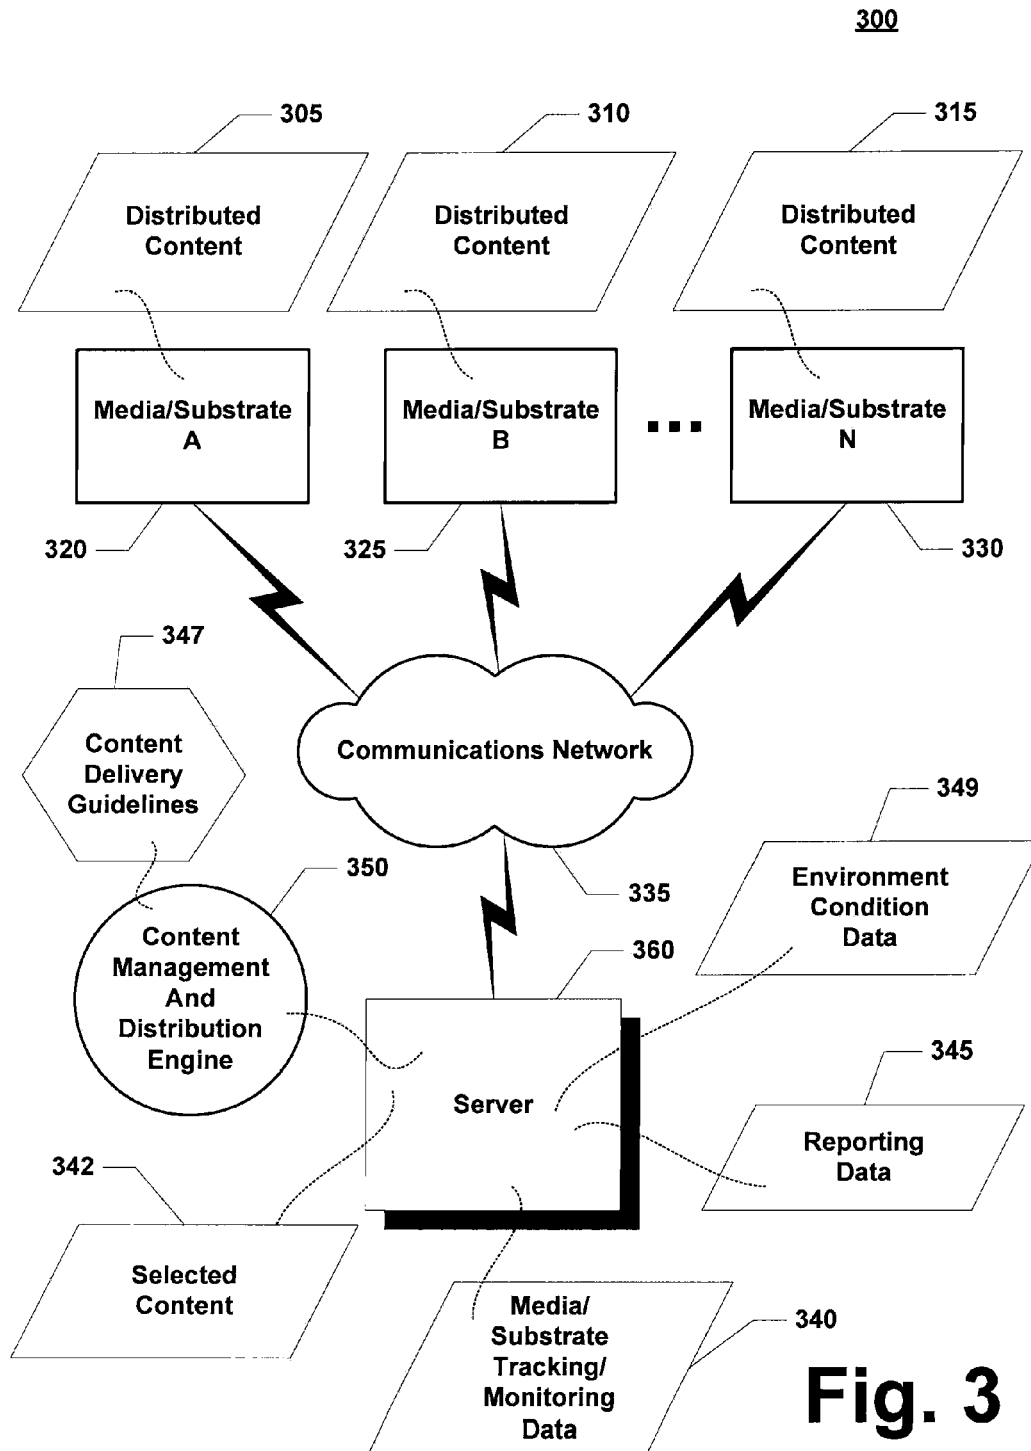 300
305
310
315
Distributed
Content
Distributed
Content
Distributed
Content
Media/Substrate
A
Media/Substrate
B
Media/Substrate
N
320
325
330
347
Content
Delivery
Guidelines
Communications Network
349
350
335
Environment
Condition
Data
Content
Management
And
Distribution
Engine
360
Server
345
Reporting
Data
342
Selected
Content
Media/
Substrate
Tracking/
Monitoring
Data
340
Fig. 3